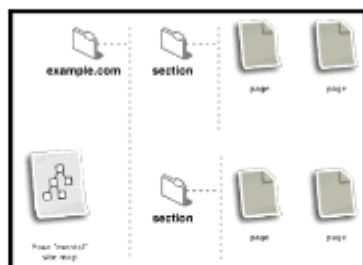 example.com
section
page
page
section
Your "mental"
site map
page
page